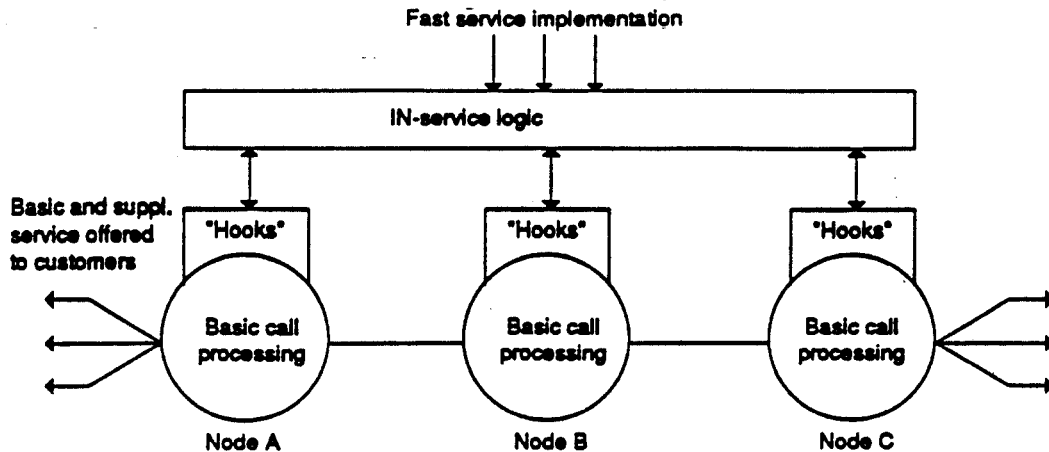 Fast service implementation
IN-service logic
Basic and suppl.
service offered
to customers
"Hooks"
"Hooks"
"Hooks"
Basic call
processing
Basic call
processing
Basic call
processing
Node A
Node B
Node C